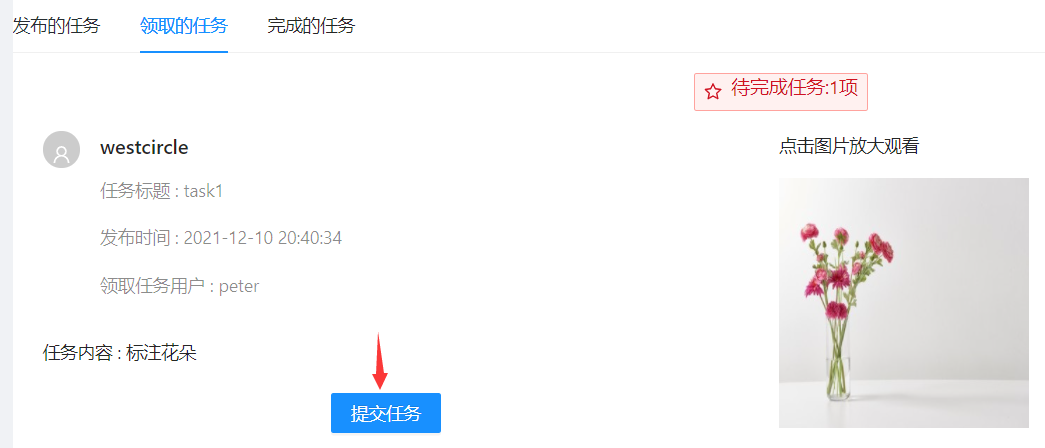 发布的任务 领取的任务 完成的任务
待完成任务:1项
westcircle
点击图片放大观看
任务标题 : task1
发布时间 : 2021-12-10 20:40:34
领取任务用户 : peter
任务内容 : 标注花朵
提交任务